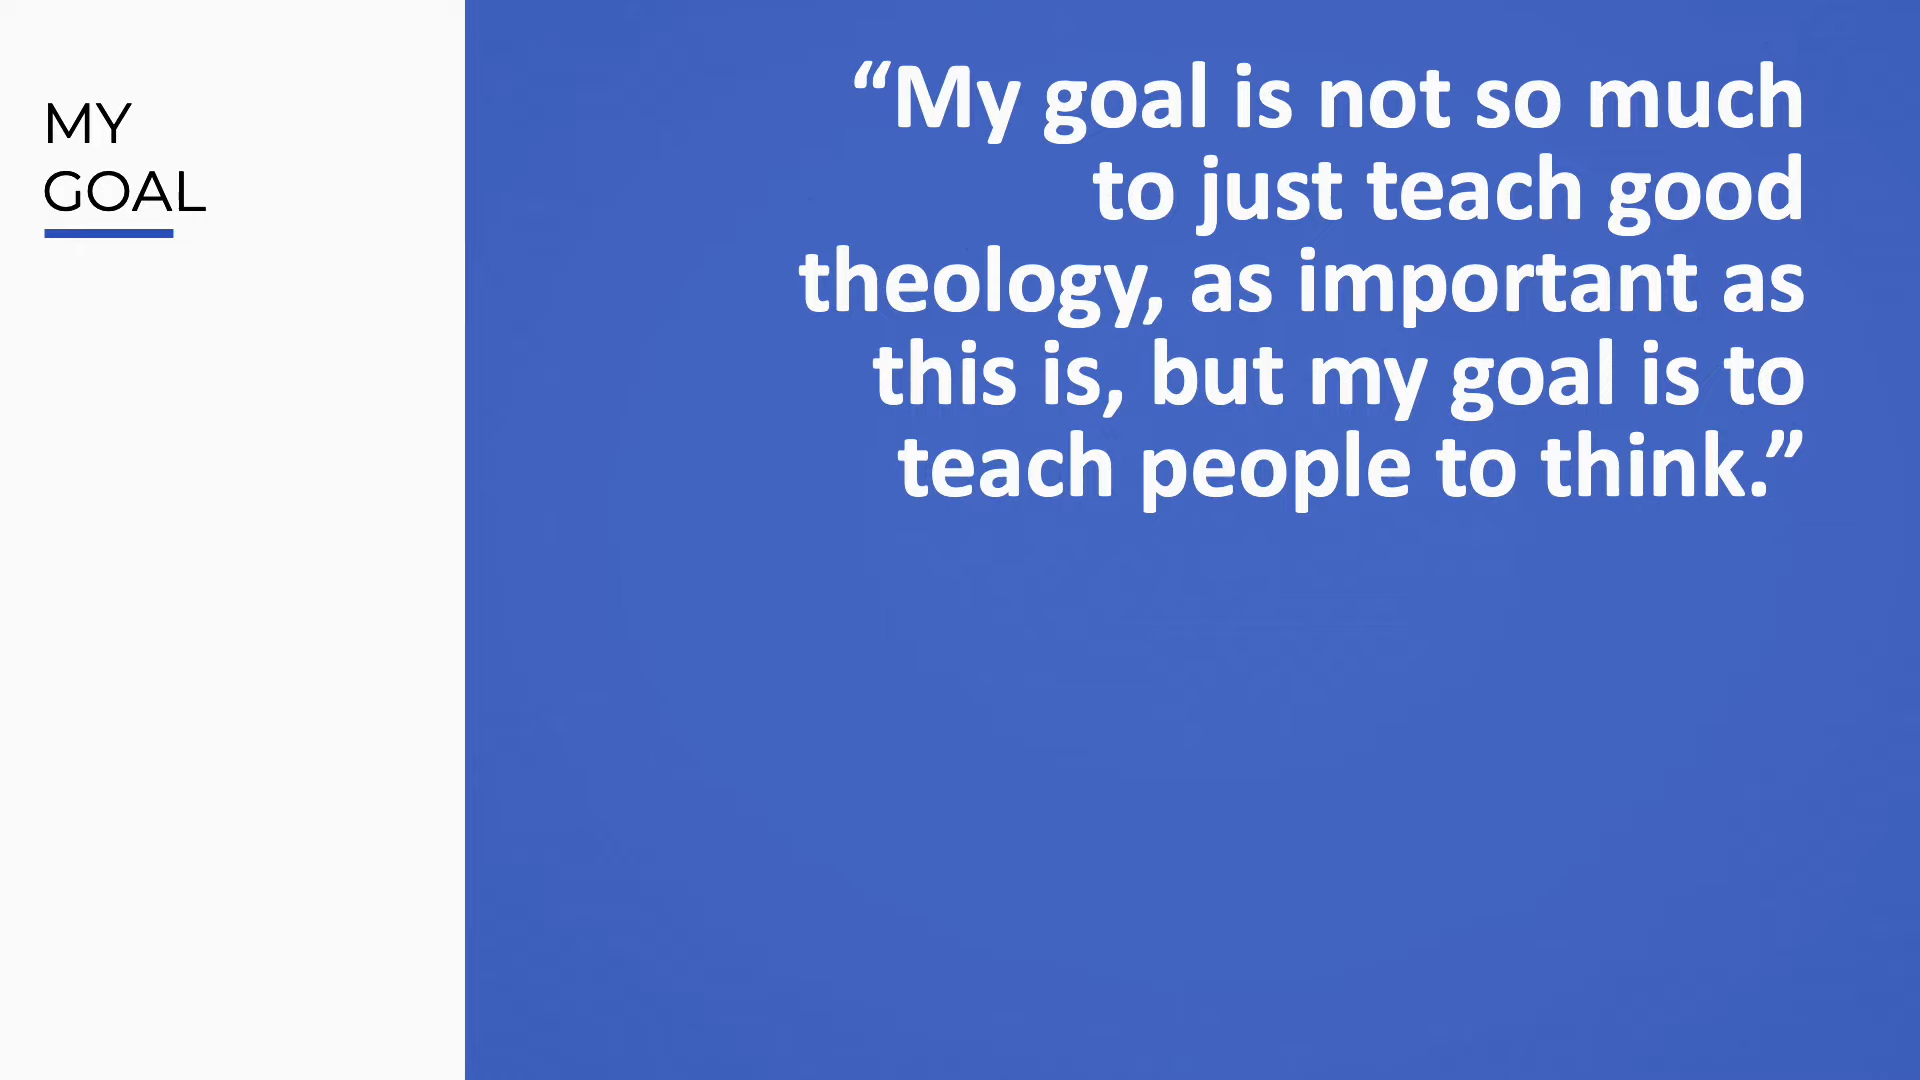 MY
GOAL
“My goal is not so much
to just teach good
theology, as important as
this is, but my goal is to
teach people to think.”